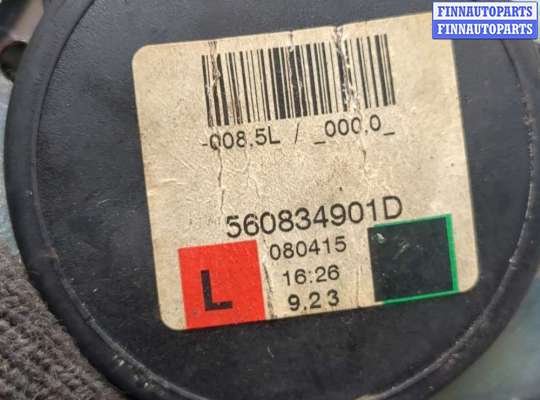 FINNAUTOPARTS
FINNAUTOPARTS
-008,5L / _000,0_
560834901D
080415
L
16:26
9.23